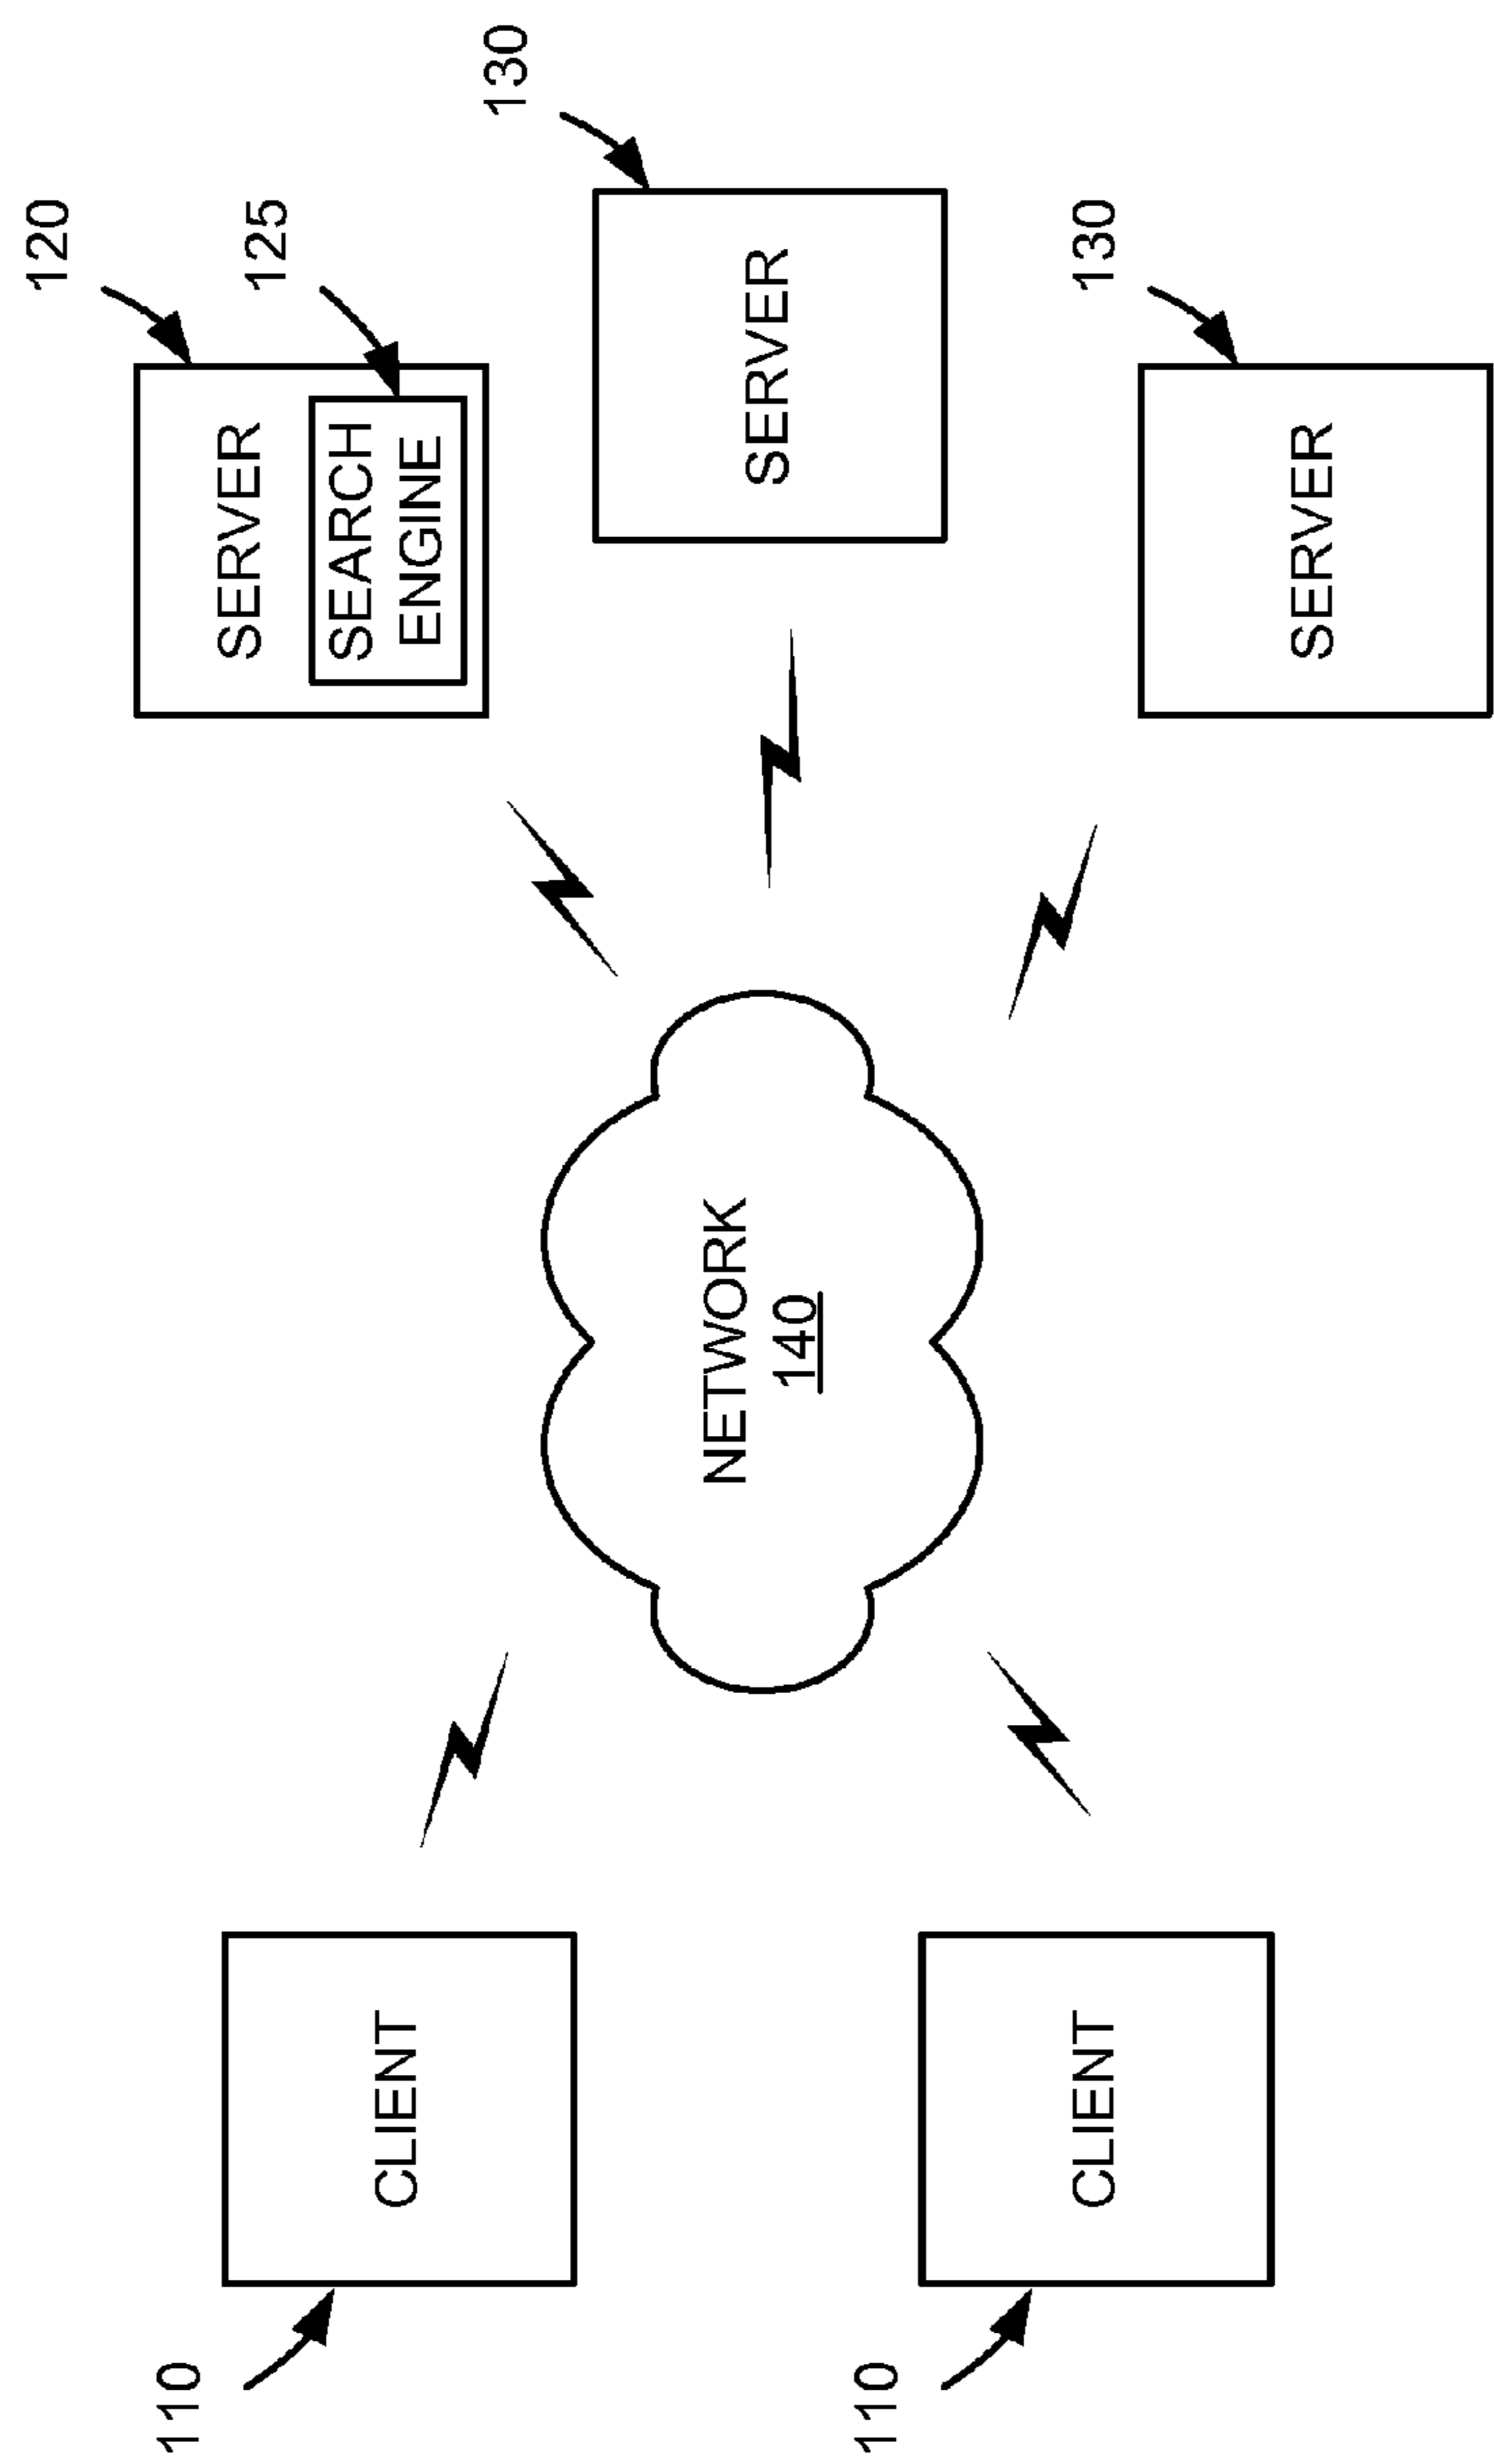 120
SERVER
125
SEARCH
ENGINE
110
CLIENT
130
SERVER
NETWORK
140
110
CLIENT
130
SERVER